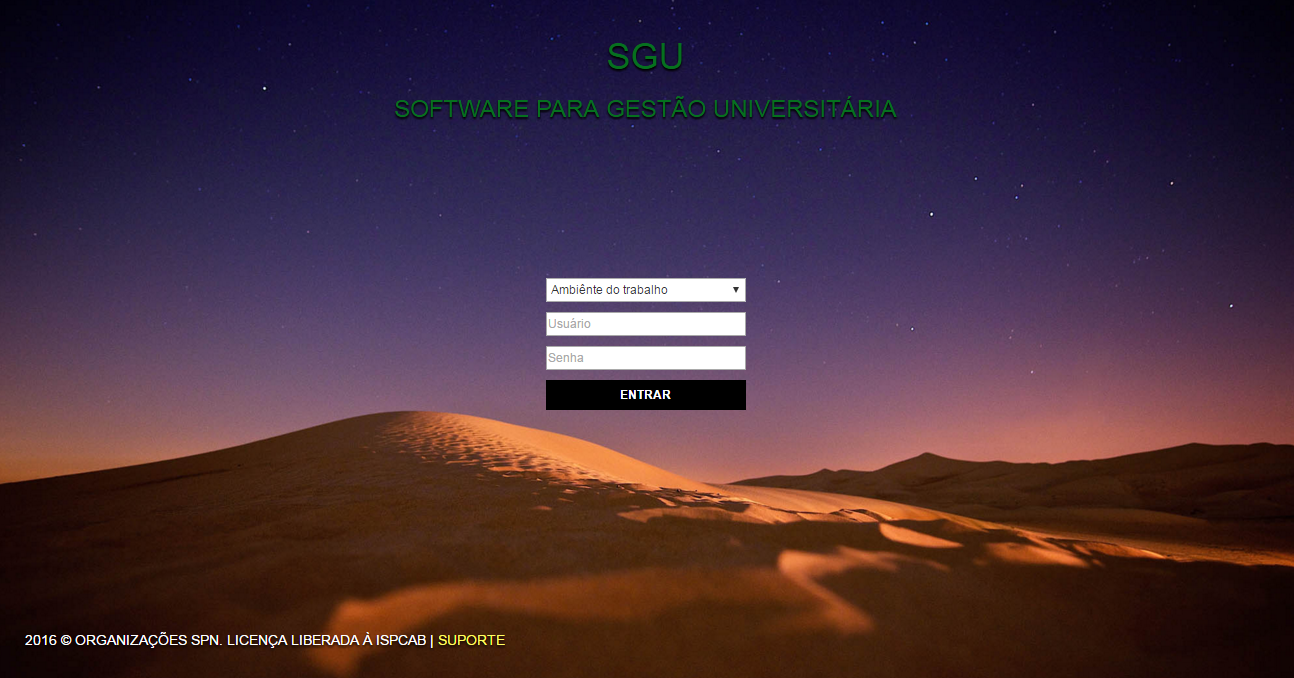 SGU
SOFTWARE PARA GESTÃO UNIVERSITÁRIA
Ambiênte do trabalho
Usuário
Senha
ENTRAR
2016 © ORGANIZAÇÕES SPN. LICENÇA LIBERADA À ISPCAB | SUPORTE